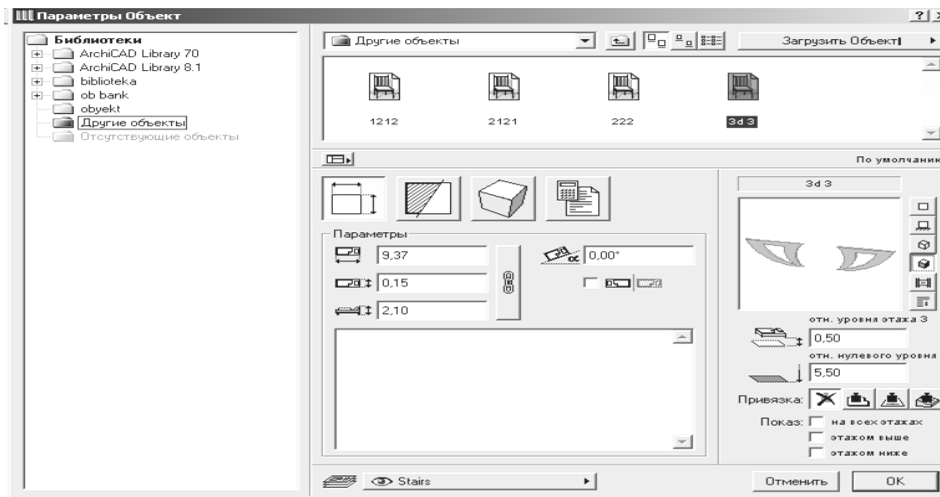 Параметры Объект
Библиотеки
ArchiCAD Library 70
ArchiCAD Library 8.1
biblioteka
ob bank
obyekt
Другие объекты
Отсутствующие объекты
Другие объекты
Загрузить Объект
1212
2121
222
3d 3
По умолчани
3d 3
Параметры
9,37
0,00°
0,15
2,10
отн. уровня этажа 3
0,50
отн. нулевого уровня
5,50
Привязка:
Показ:
на всех этажах
этажом выше
этажом ниже
Stairs
Отменить
OK